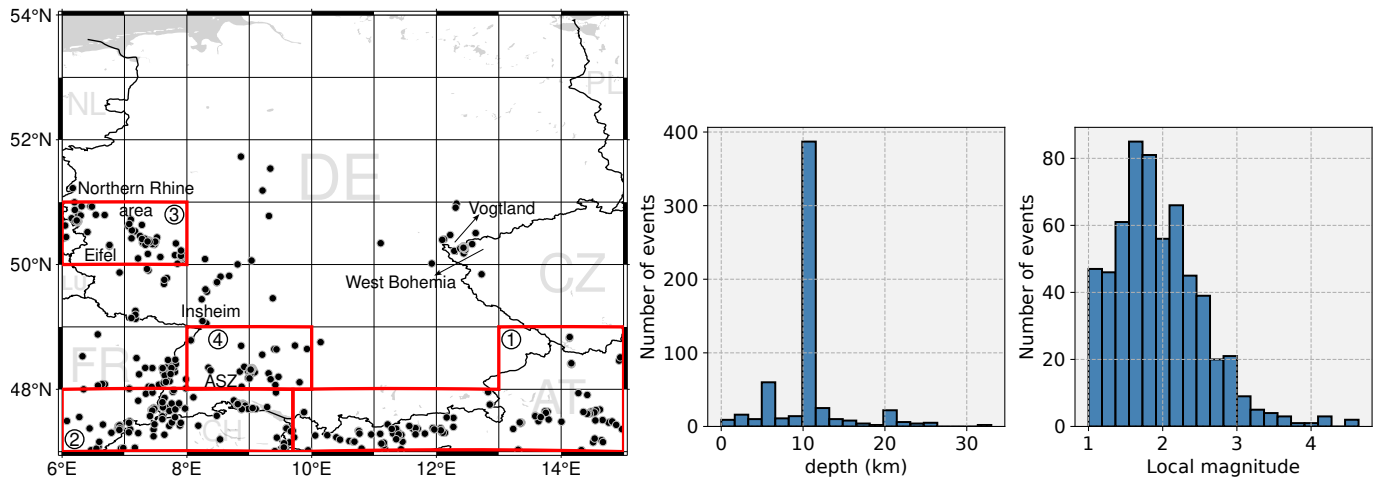 54°N
52°N
50°N
48°N
6°E
8°E
10°E
12°E
14°E
NL
DE
PL
Northern Rhine
area
③
Eifel
Vogtland
West Bohemia
CZ
LU
Insheim
④
①
FR
ASZ
AT
②
CH
Number of events
400
300
200
100
0
0
10
20
30
depth (km)
Number of events
80
60
40
20
0
1
2
3
4
Local magnitude